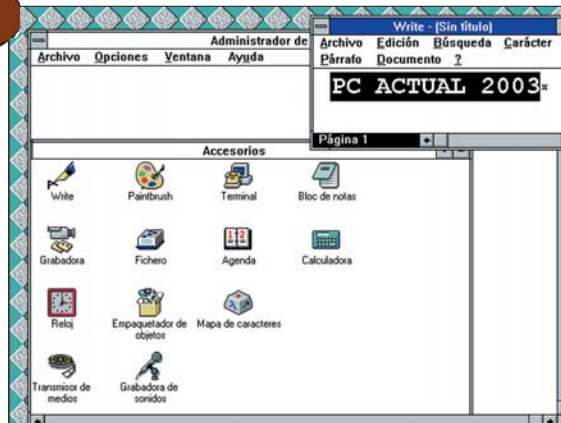 Administrador de
Archivo Opciones Ventana Ayuda
Write - (Sin título)
Archivo Edición Búsqueda Carácter
Párrafo Documento ?
PC ACTUAL 2003
Página 1
Accesorios
Write Paintbrush Terminal Bloc de notas
Grabadora Fichero Agenda Calculadora
Reloj Empaquetador de objetos Mapa de caracteres
Transmisor de medios Grabadora de sonidos